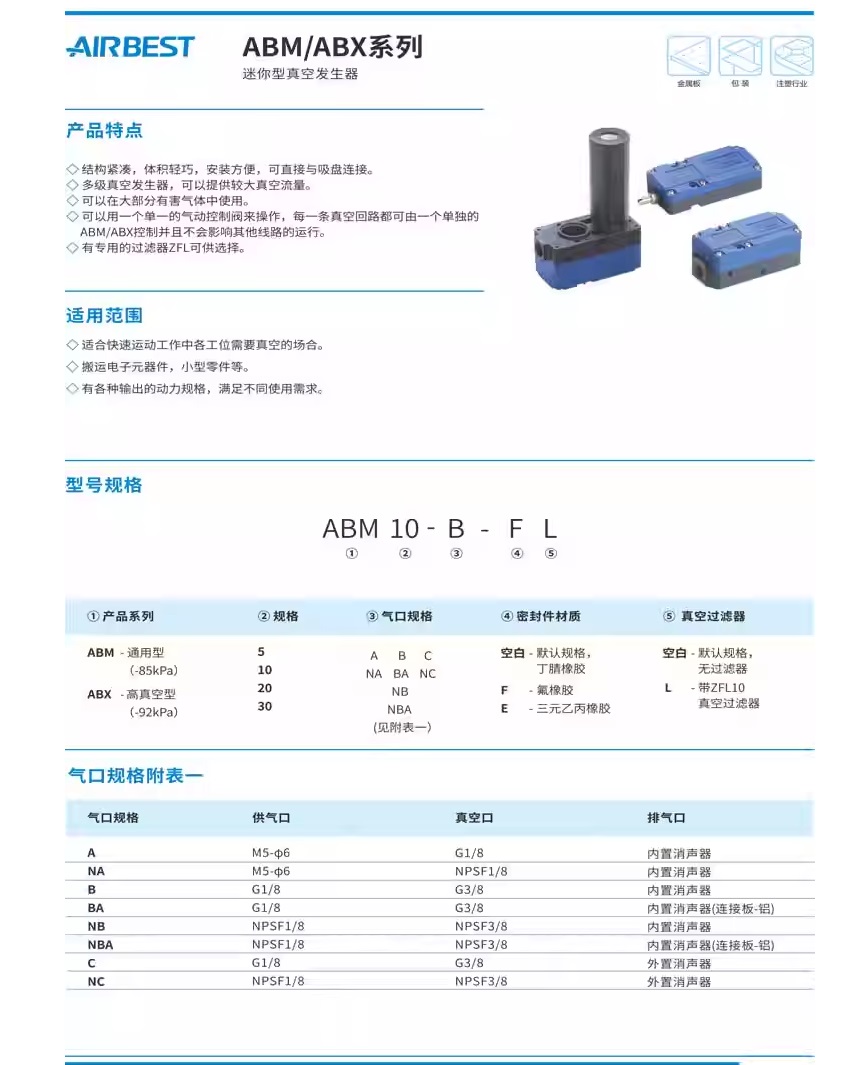 AIRBEST
ABM/ABX系列
迷你型真空发生器
金属板 包 装 注塑行业
产品特点
◇ 结构紧凑，体积轻巧，安装方便，可直接与吸盘连接。
◇ 多级真空发生器，可以提供较大真空流量。
◇ 可以在大部分有害气体中使用。
◇ 可以用一个单一的气动控制阀来操作，每一条真空回路都可由一个单独的
ABM/ABX控制并且不会影响其他线路的运行。
◇ 有专用的过滤器ZFL可供选择。
适用范围
◇ 适合快速运动工作中各工位需要真空的场合。
◇ 搬运电子元器件，小型零件等。
◇ 有各种输出的动力规格，满足不同使用需求。
型号规格
ABM 10 - B - F L
① ② ③ ④ ⑤
① 产品系列 ② 规格 ③ 气口规格 ④ 密封件材质 ⑤ 真空过滤器
ABM - 通用型 5 A B C 空白 - 默认规格， 空白 - 默认规格，
（-85kPa） 10 NA BA NC 丁腈橡胶 无过滤器
ABX - 高真空型 20 NB F - 氟橡胶 L - 带ZFL10
（-92kPa） 30 NBA E - 三元乙丙橡胶 真空过滤器
(见附表一）
气口规格附表一
气口规格 供气口 真空口 排气口
A M5-φ6 G1/8 内置消声器
NA M5-φ6 NPSF1/8 内置消声器
B G1/8 G3/8 内置消声器
BA G1/8 G3/8 内置消声器(连接板-铝)
NB NPSF1/8 NPSF3/8 内置消声器
NBA NPSF1/8 NPSF3/8 内置消声器(连接板-铝)
C G1/8 G3/8 外置消声器
NC NPSF1/8 NPSF3/8 外置消声器